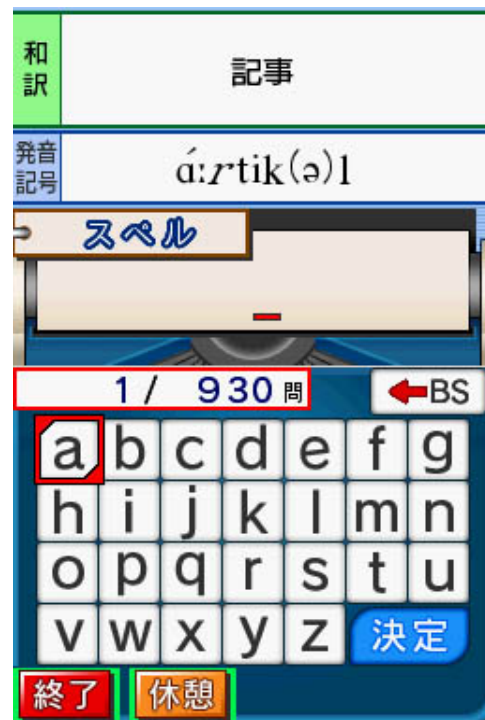 和訳 記事
発音記号 ɑ́ːrtik(ə)l
スペル
1/ 930問 BS
a b c d e f g
h i j k l m n
o p q r s t u
v w x y z 決定
終了 休憩